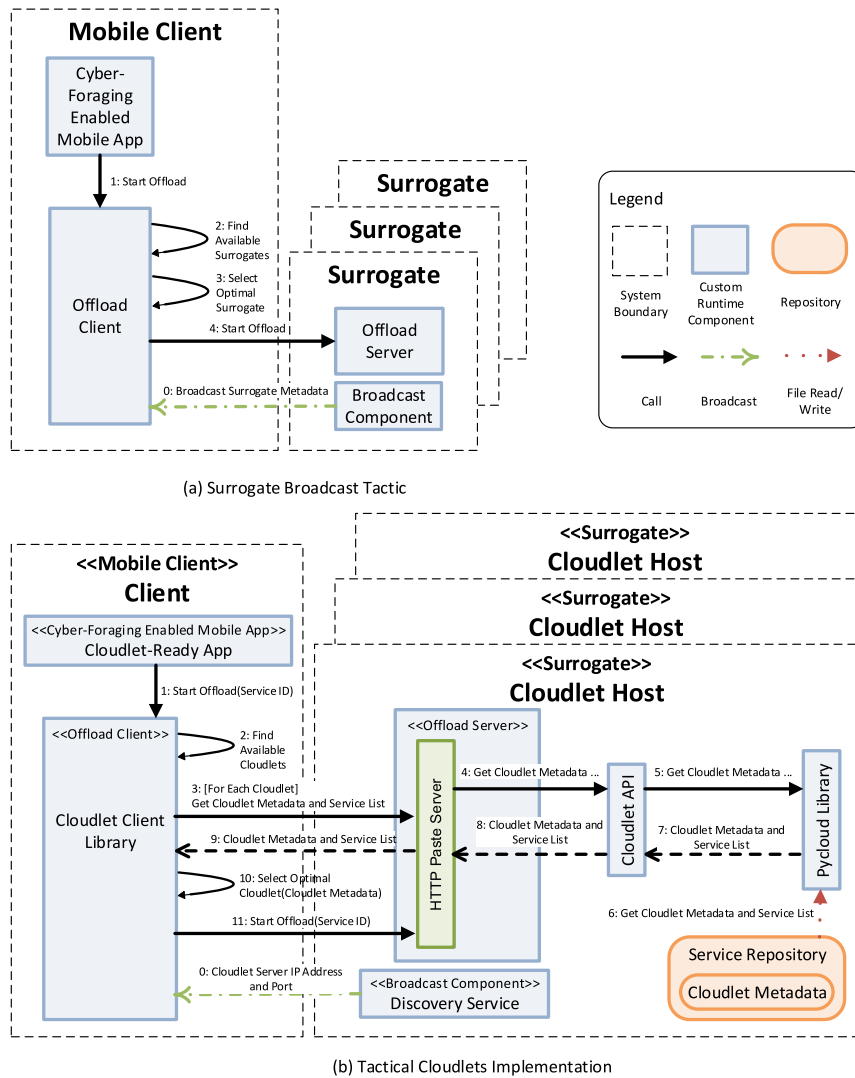 Mobile Client
Cyber-
Foraging
Enabled
Mobile App
1: Start Offload
Offload
Client
2: Find
Available
Surrogates
3: Select
Optimal
Surrogate
4: Start Offload
0: Broadcast Surrogate Metadata
Surrogate
Surrogate
Surrogate
Offload
Server
Broadcast
Component
Legend
System
Boundary
Custom
Runtime
Component
Repository
Call
Broadcast
File Read/
Write
(a) Surrogate Broadcast Tactic
<<Mobile Client>>
Client
<<Cyber-Foraging Enabled Mobile App>>
Cloudlet-Ready App
1: Start Offload(Service ID)
<<Offload Client>>
Cloudlet Client
Library
2: Find
Available
Cloudlets
3: [For Each Cloudlet]
Get Cloudlet Metadata and Service List
9: Cloudlet Metadata and Service List
10: Select Optimal
Cloudlet(Cloudlet Metadata)
11: Start Offload(Service ID)
0: Cloudlet Server IP Address
and Port
<<Surrogate>>
Cloudlet Host
<<Surrogate>>
Cloudlet Host
<<Surrogate>>
Cloudlet Host
<<Offload Server>>
HTTP Paste Server
4: Get Cloudlet Metadata ...
8: Cloudlet Metadata and
Service List
Cloudlet API
5: Get Cloudlet Metadata ...
7: Cloudlet Metadata and
Service List
Pycloud Library
6: Get Cloudlet Metadata and Service List
Service Repository
Cloudlet Metadata
<<Broadcast Component>>
Discovery Service
(b) Tactical Cloudlets Implementation